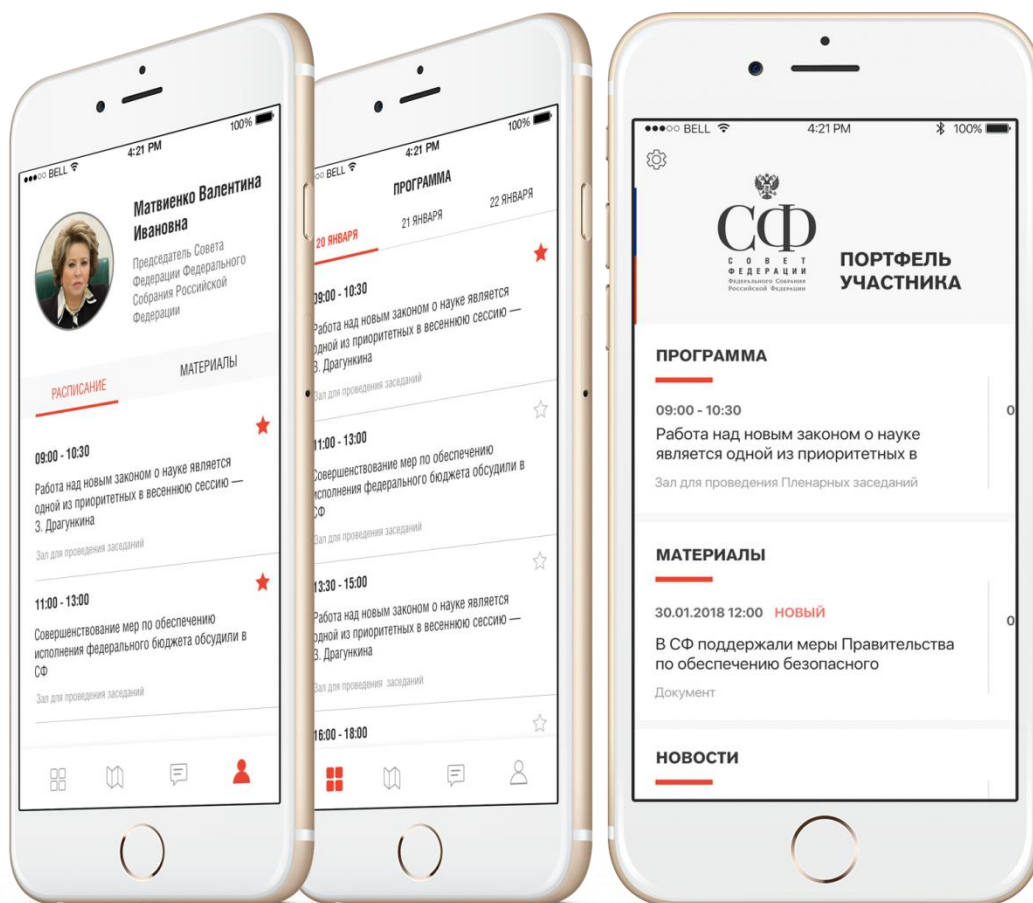 BELL
4:21 PM
100%
Матвиенко Валентина
Ивановна
Председатель Совета
Федерации Федерального
Собрания Российской
Федерации
РАСПИСАНИЕ
МАТЕРИАЛЫ
09:00 - 10:30
Работа над новым законом о науке является
одной из приоритетных в весеннюю сессию —
З. Драгункина
Зал для проведения заседаний
11:00 - 13:00
Совершенствование мер по обеспечению
исполнения федерального бюджета обсудили в
СФ
Зал для проведения заседаний
BELL
4:21 PM
100%
ПРОГРАММА
20 ЯНВАРЯ
21 ЯНВАРЯ
22 ЯНВАРЯ
09:00 - 10:30
Работа над новым законом о науке является
одной из приоритетных в весеннюю сессию —
З. Драгункина
Зал для проведения заседаний
11:00 - 13:00
Совершенствование мер по обеспечению
исполнения федерального бюджета обсудили в
СФ
Зал для проведения заседаний
13:30 - 15:00
Работа над новым законом о науке является
одной из приоритетных в весеннюю сессию —
З. Драгункина
Зал для проведения заседаний
16:00 - 18:00
BELL
4:21 PM
100%
СФ
СОВЕТ
ФЕДЕРАЦИИ
Федерального Собрания
Российской Федерации
ПОРТФЕЛЬ
УЧАСТНИКА
ПРОГРАММА
09:00 - 10:30
0
Работа над новым законом о науке
является одной из приоритетных в
Зал для проведения Пленарных заседаний
МАТЕРИАЛЫ
30.01.2018 12:00 НОВЫЙ
0
В СФ поддержали меры Правительства
по обеспечению безопасного
Документ
НОВОСТИ